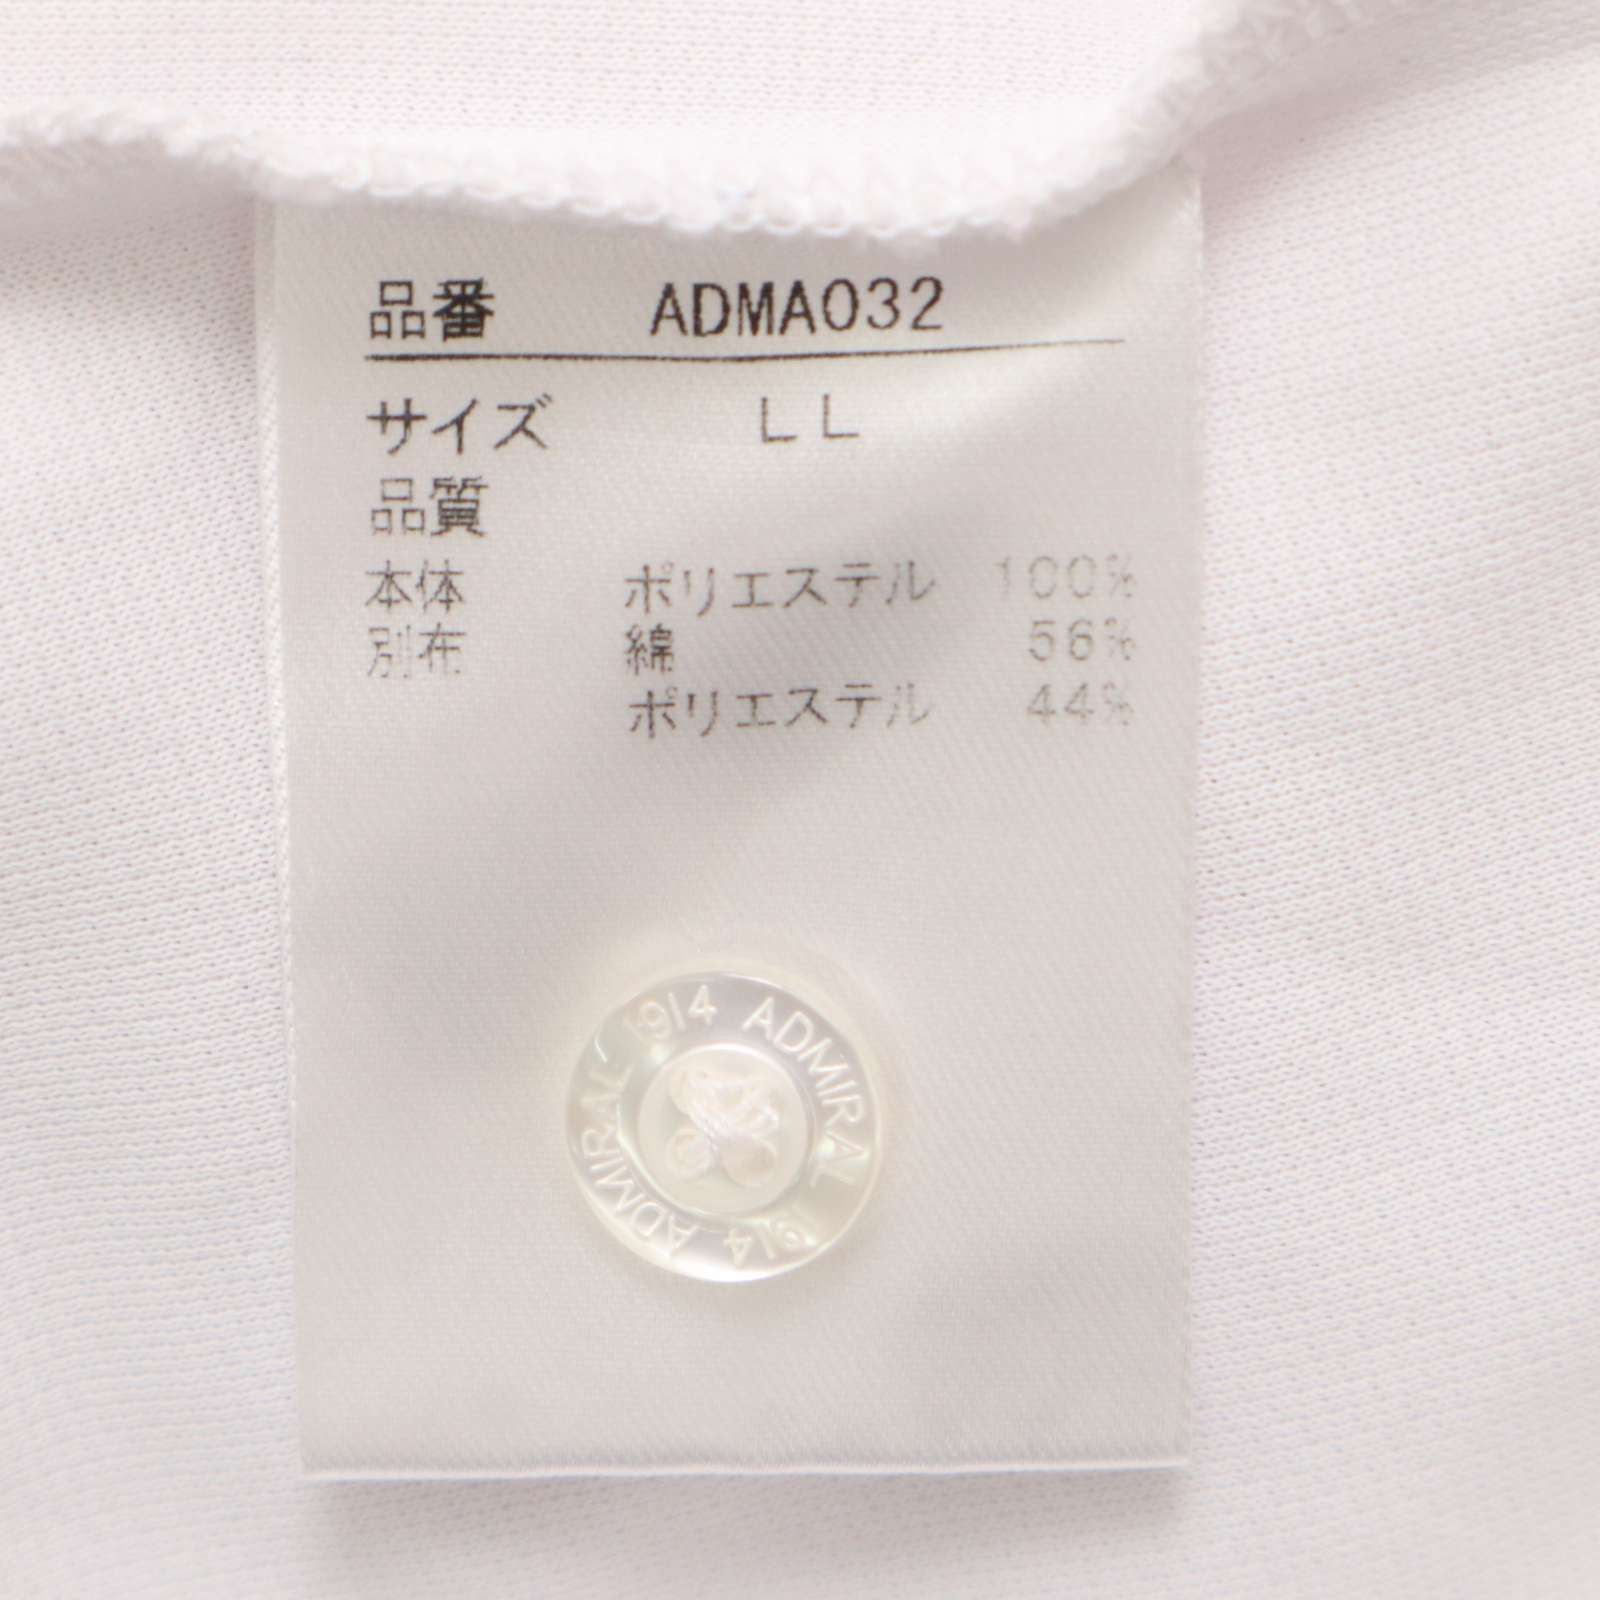 品番 ADMA032
サイズ LL
品質
本体 ポリエステル 100%
別布 綿 56%
ポリエステル 44%
1914 ADMIRAL 1914 ADMIRAL